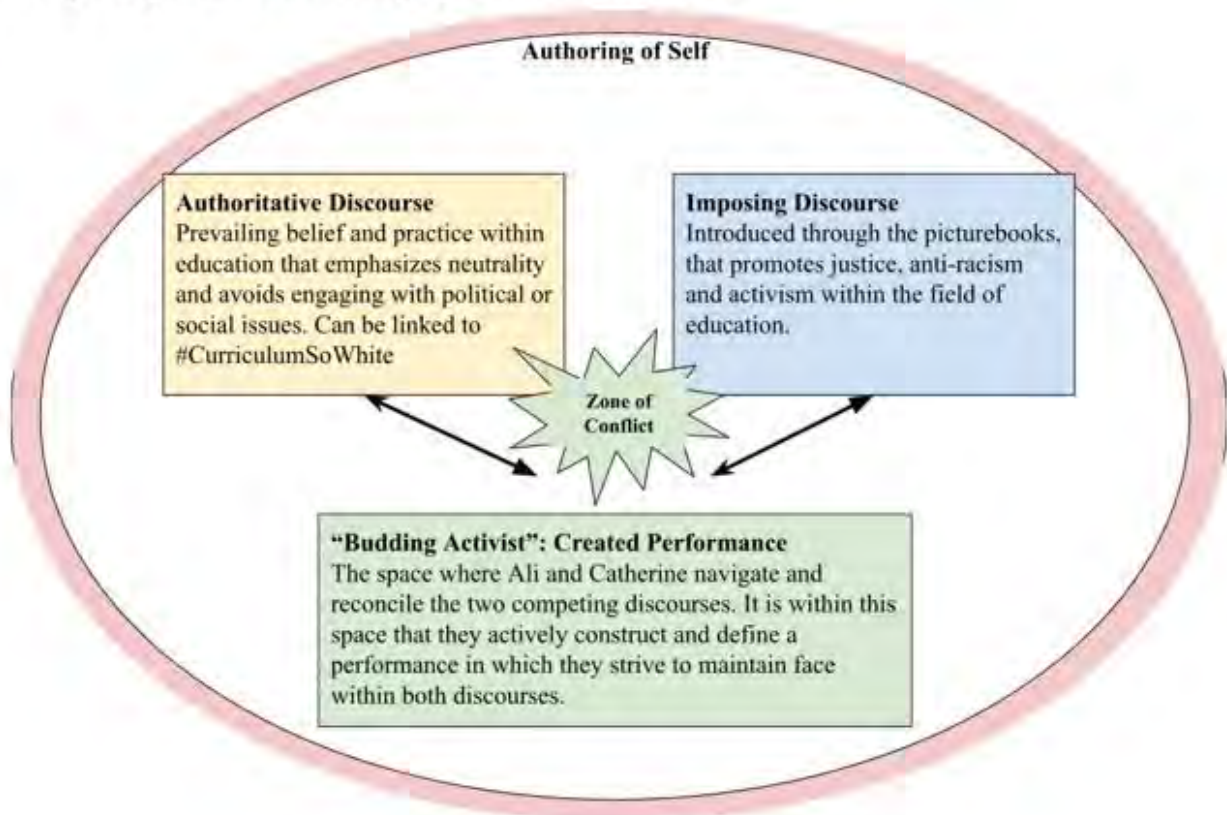 Authoring of Self
Authoritative Discourse
Prevailing belief and practice within
education that emphasizes neutrality
and avoids engaging with political or
social issues. Can be linked to
#CurriculumSoWhite
Imposing Discourse
Introduced through the picturebooks,
that promotes justice, anti-racism
and activism within the field of
education.
Zone of
Conflict
“Budding Activist”: Created Performance
The space where Ali and Catherine navigate and
reconcile the two competing discourses. It is within this
space that they actively construct and define a
performance in which they strive to maintain face
within both discourses.